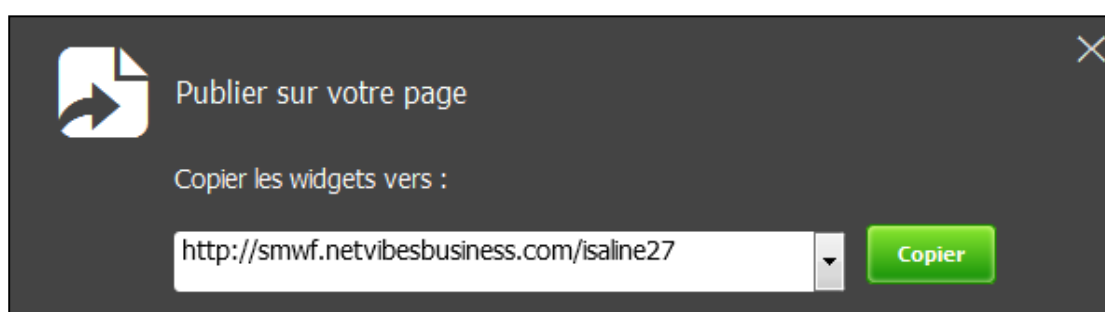 Publier sur votre page
Copier les widgets vers :
http://smwf.netvibesbusiness.com/isaline27
Copier